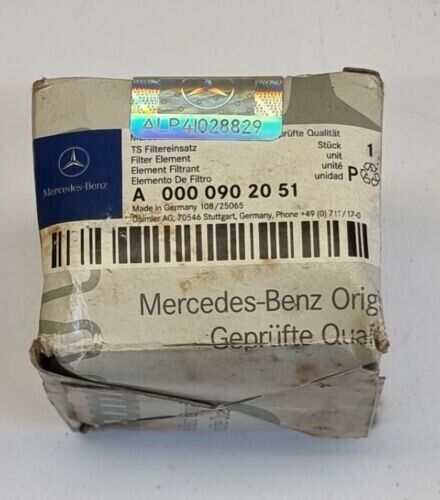 ALP4I028829
Geprüfte Qualität
TS Filtereinsatz
Filter Element
Element Filtrant
Elemento De Filtro
Stück 1
unit
unité
unidad P
Mercedes-Benz
A 000 090 20 51
Made in Germany 108/25065
Daimler AG, 70546 Stuttgart, Germany, Phone +49 (0) 711/17-0
Mercedes-Benz Orig
Geprüfte Qualit